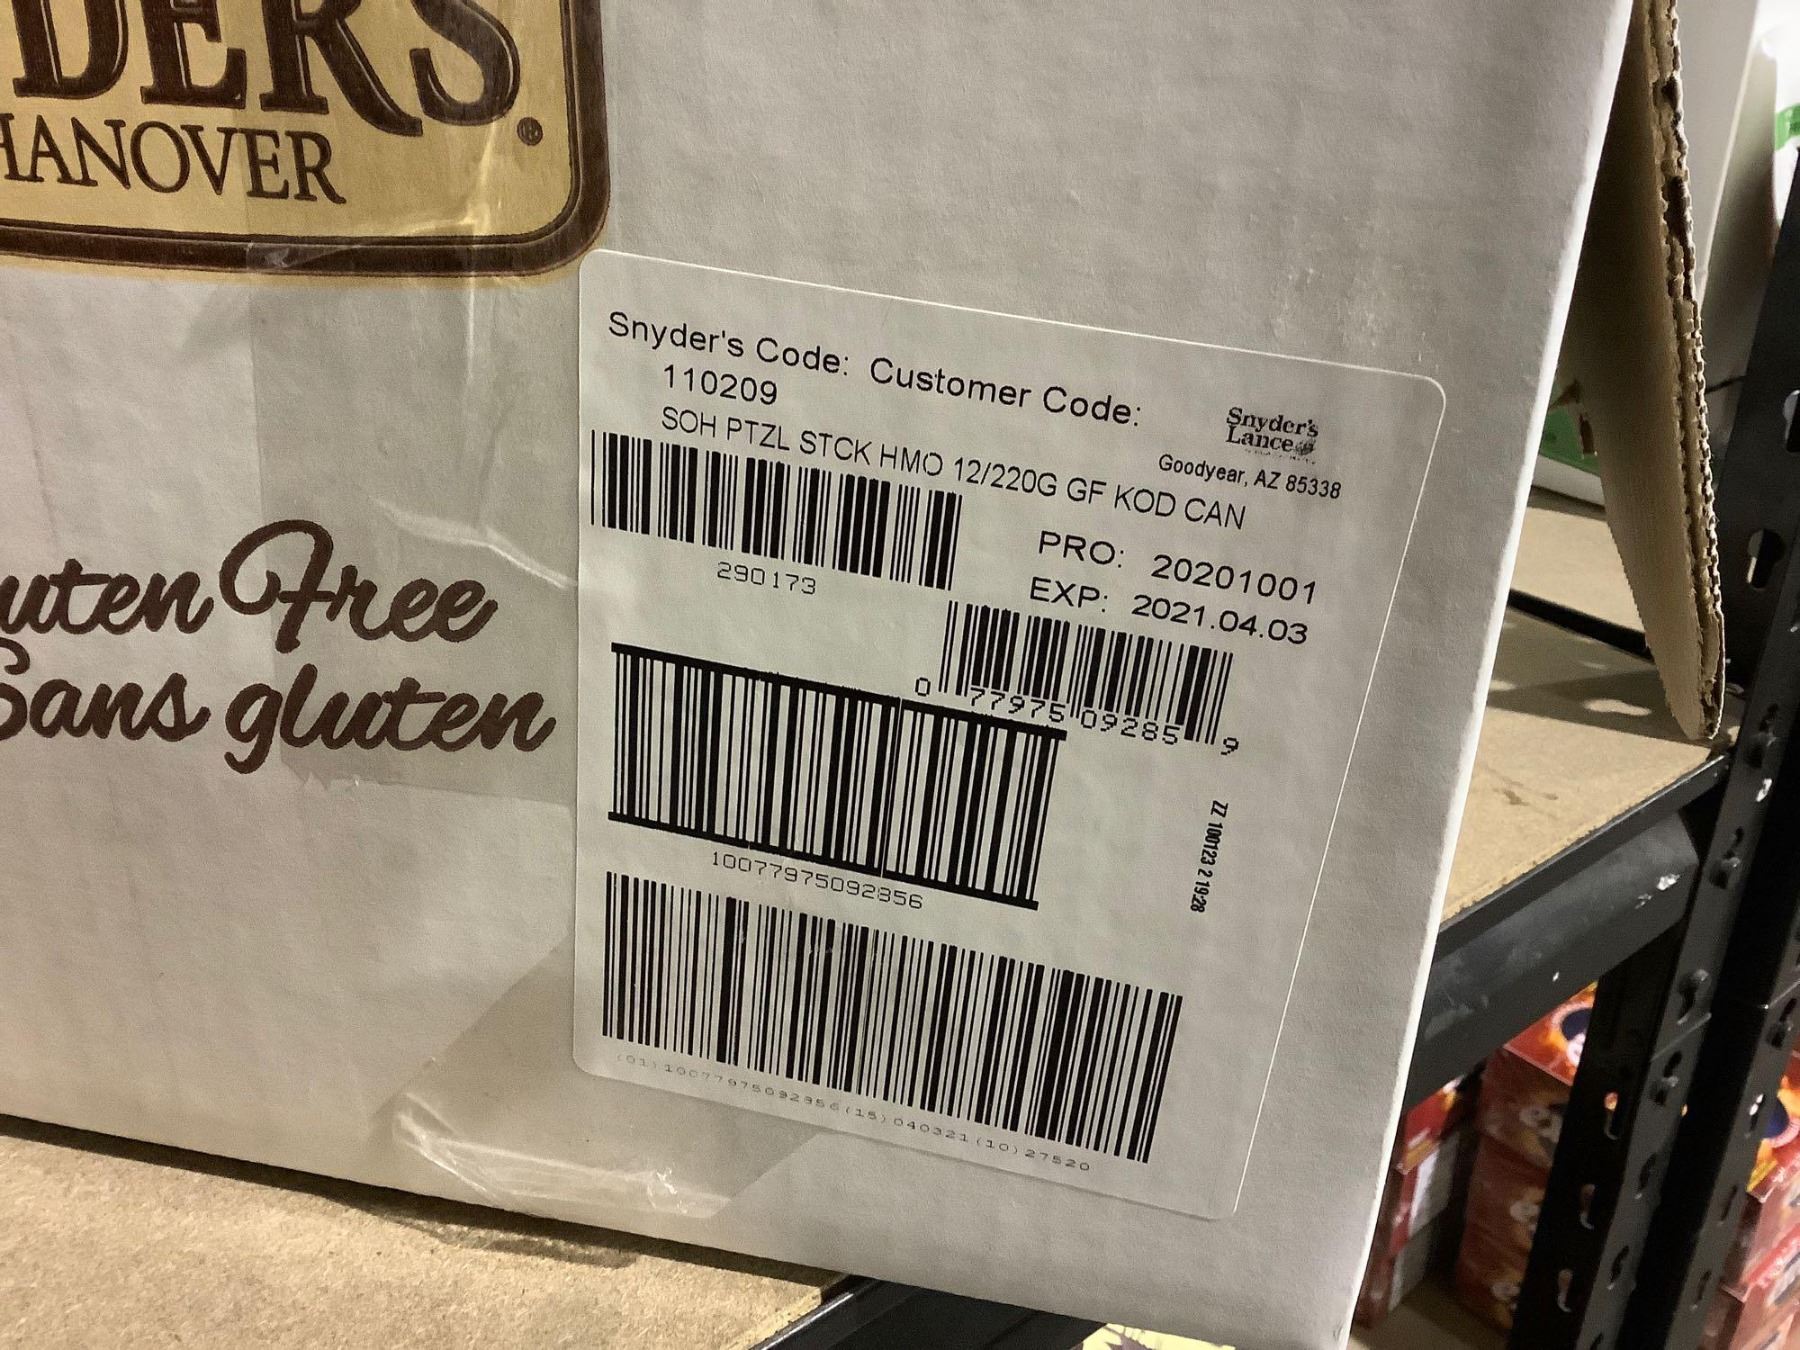 DERS®
HANOVER
uten Free
Sans gluten
Snyder's Code: Customer Code:
110209
SOH PTZL STCK HMO 12/220G GF KOD CAN
Snyder's
Lance
Goodyear, AZ 85338
PRO: 20201001
EXP: 2021.04.03
290173
0 77975 09285 9
10077975092856
ZZ 100123 2 19:28
(01)10077975092856(15)040321(10)27520